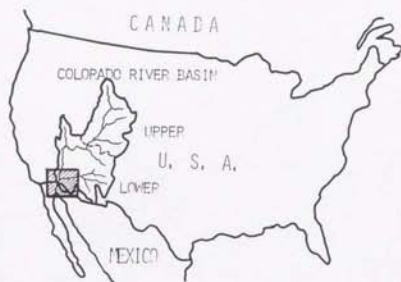 CANADA
COLORADO RIVER BASIN
UPPER
U. S. A.
LOWER
MEXICO